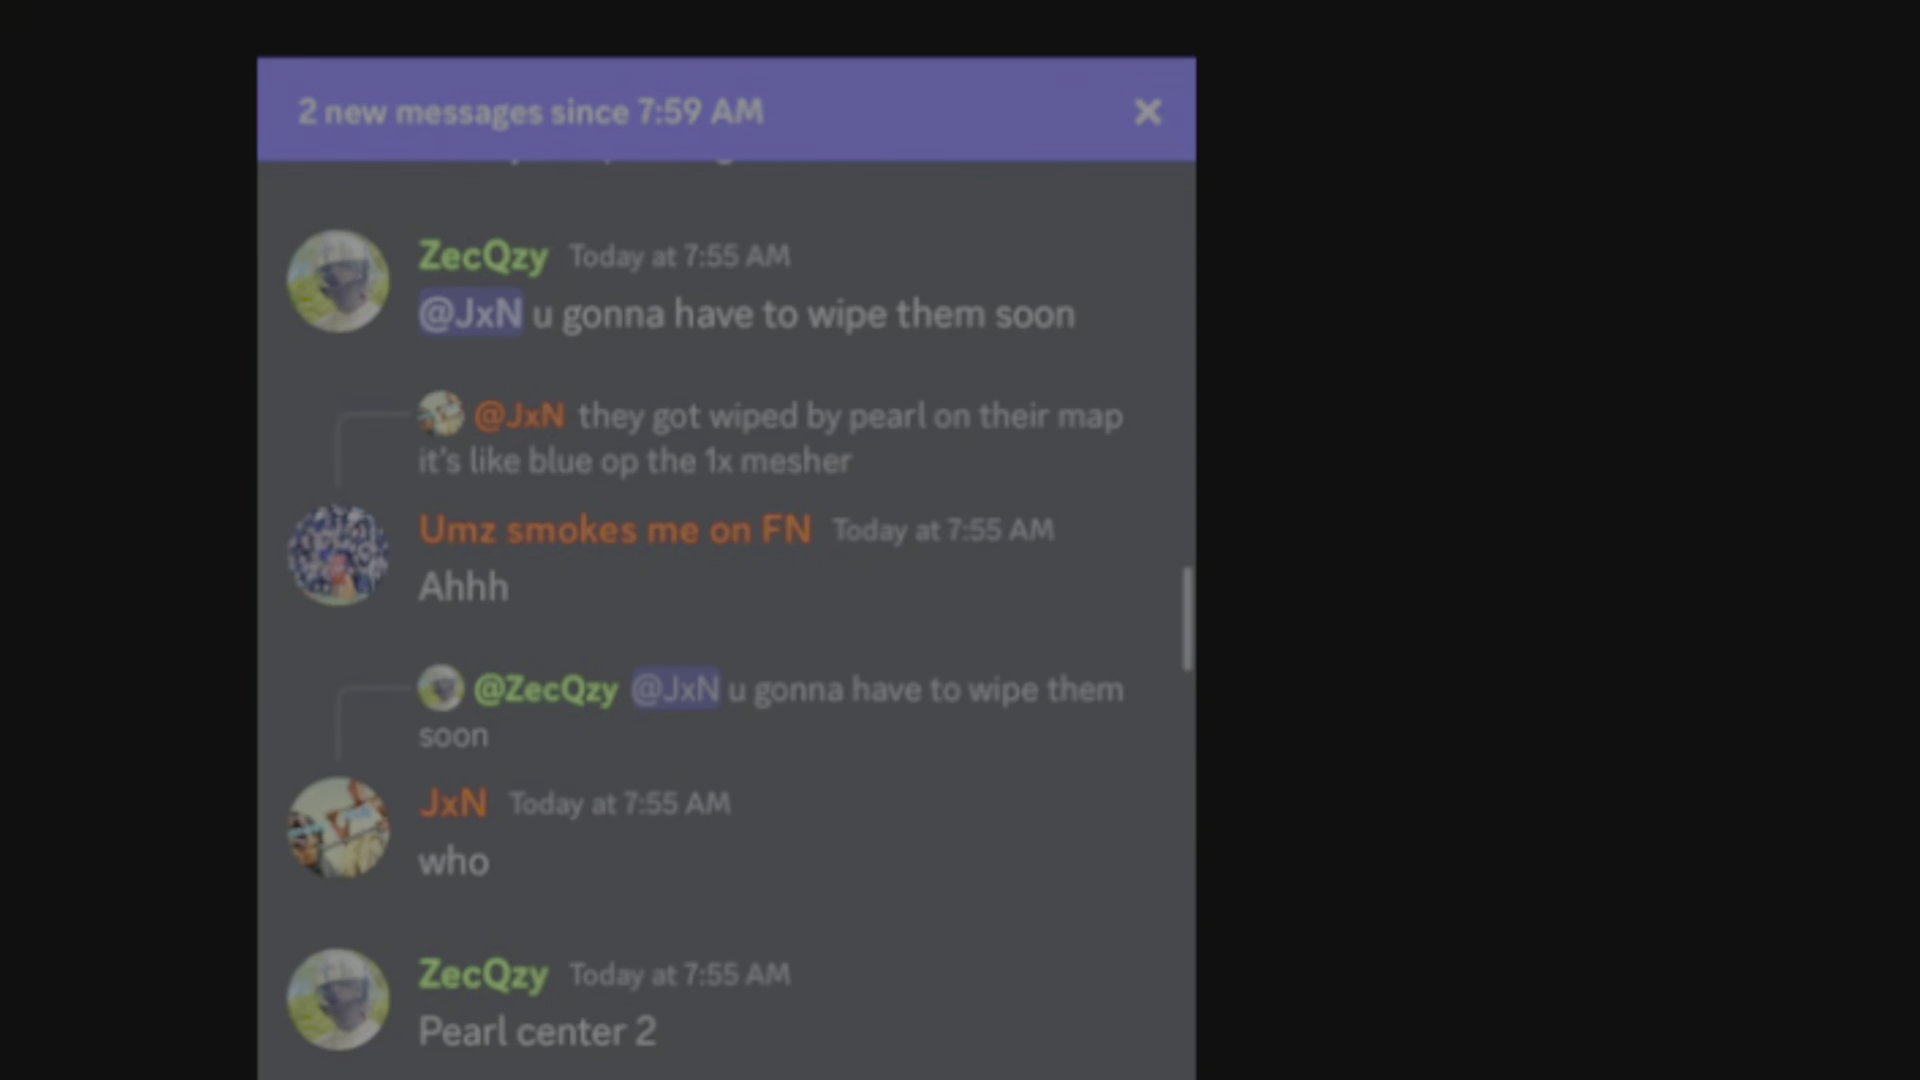 2 new messages since 7:59 AM
ZecQzy Today at 7:55 AM
@JxN u gonna have to wipe them soon
@JxN they got wiped by pearl on their map
it's like blue op the 1x mesher
Umz smokes me on FN Today at 7:55 AM
Ahhh
@ZecQzy @JxN u gonna have to wipe them
soon
JxN Today at 7:55 AM
who
ZecQzy Today at 7:55 AM
Pearl center 2